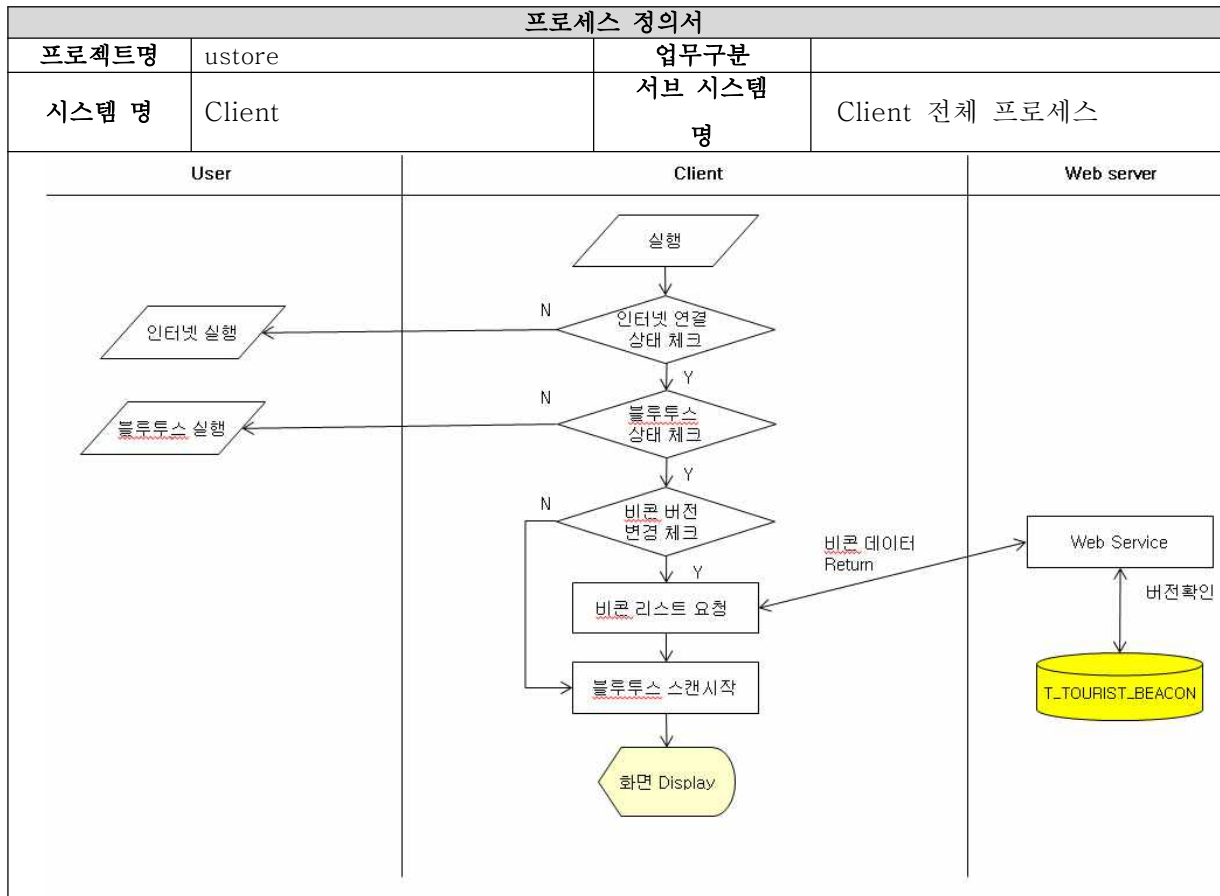 프로세스 정의서
프로젝트명 ustore 업무구분
시스템 명 Client 서브 시스템
명 Client 전체 프로세스
User Client Web server
실행
인터넷 실행
N
인터넷 연결
상태 체크
Y
블루투스 실행
N
블루투스
상태 체크
Y
N
비콘 버전
변경 체크
Y
비콘 데이터
Return
Web Service
버전확인
비콘 리스트 요청
블루투스 스캔시작
T_TOURIST_BEACON
화면 Display